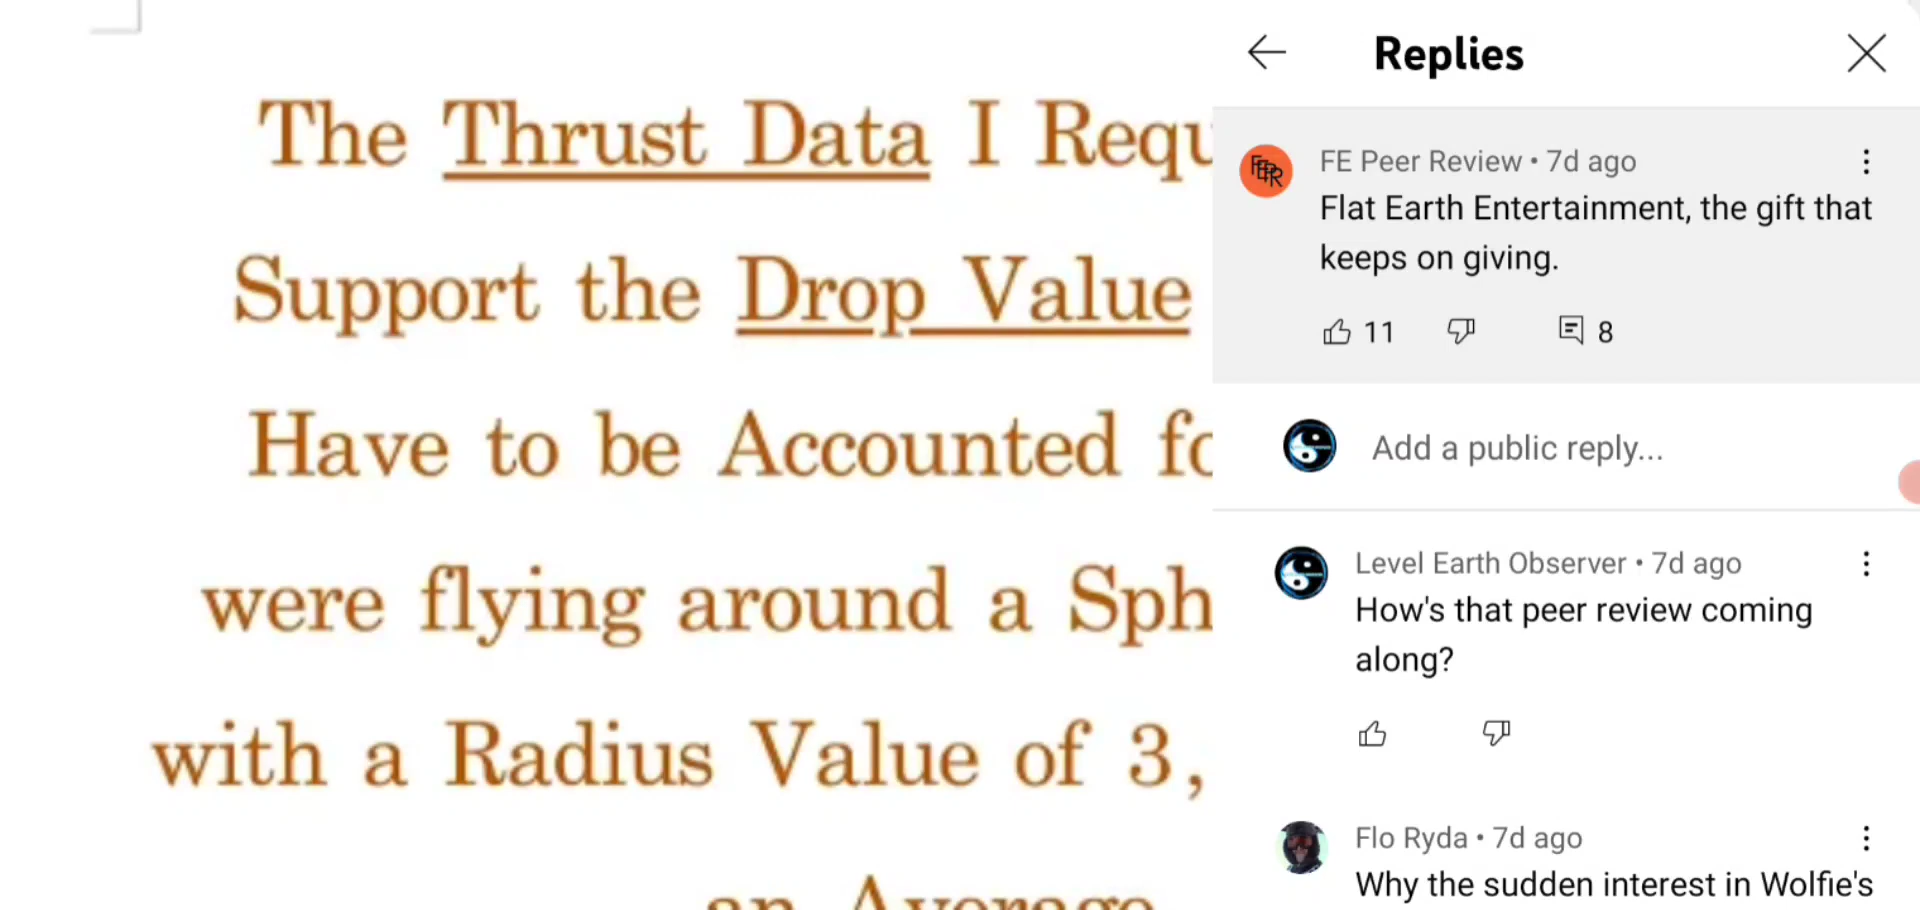 The Thrust Data I Requ
Support the Drop Value
Have to be Accounted fo
were flying around a Sph
with a Radius Value of 3,
an Average
Replies
FE Peer Review • 7d ago
Flat Earth Entertainment, the gift that
keeps on giving.
11
8
Add a public reply...
Level Earth Observer • 7d ago
How's that peer review coming
along?
Flo Ryda • 7d ago
Why the sudden interest in Wolfie's